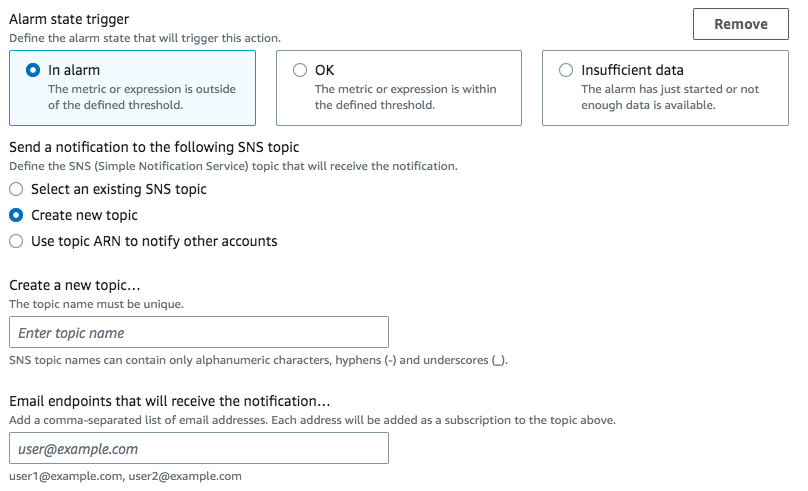 Alarm state trigger
Remove
Define the alarm state that will trigger this action.
In alarm
The metric or expression is outside
of the defined threshold.
OK
The metric or expression is within
the defined threshold.
Insufficient data
The alarm has just started or not
enough data is available.
Send a notification to the following SNS topic
Define the SNS (Simple Notification Service) topic that will receive the notification.
Select an existing SNS topic
Create new topic
Use topic ARN to notify other accounts
Create a new topic…
The topic name must be unique.
Enter topic name
SNS topic names can contain only alphanumeric characters, hyphens (-) and underscores (_).
Email endpoints that will receive the notification…
Add a comma-separated list of email addresses. Each address will be added as a subscription to the topic above.
user@example.com
user1@example.com, user2@example.com